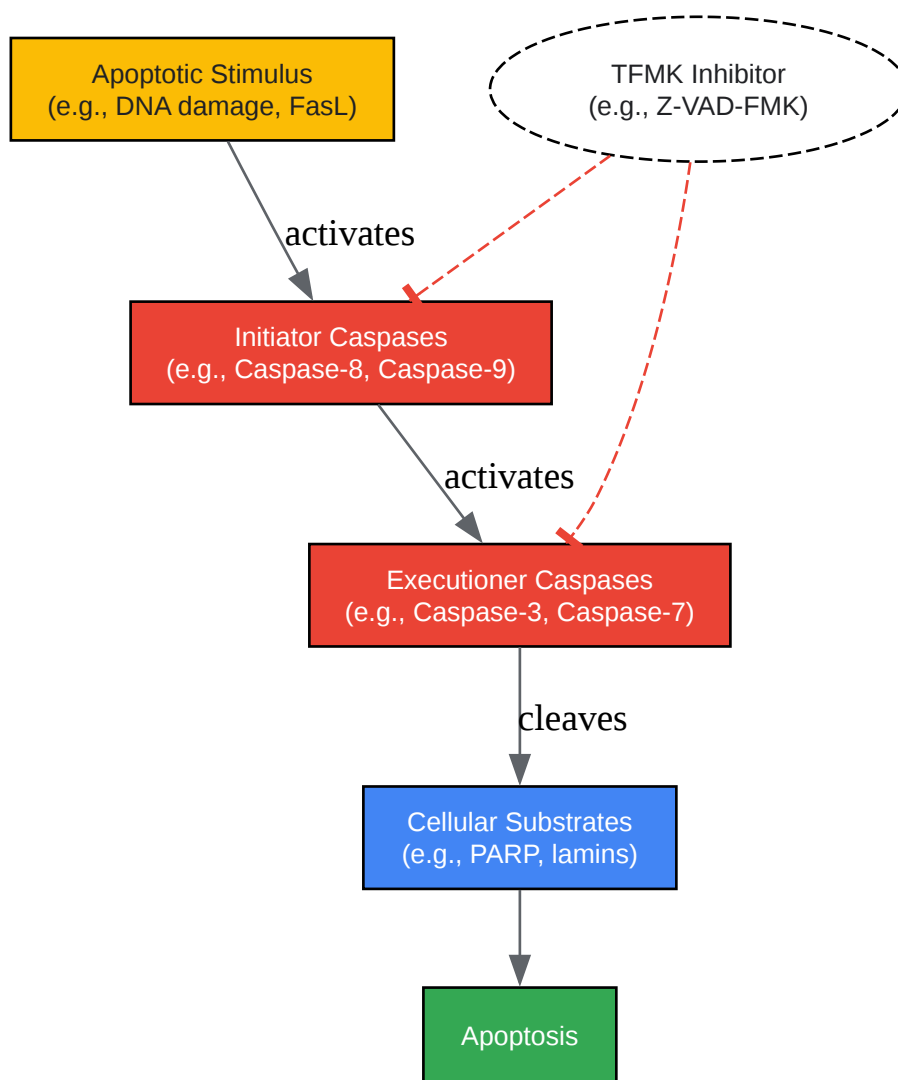 Apoptotic Stimulus
(e.g., DNA damage, FasL)
TFMK Inhibitor
(e.g., Z-VAD-FMK)
activates
Initiator Caspases
(e.g., Caspase-8, Caspase-9)
activates
Executioner Caspases
(e.g., Caspase-3, Caspase-7)
cleaves
Cellular Substrates
(e.g., PARP, lamins)
Apoptosis